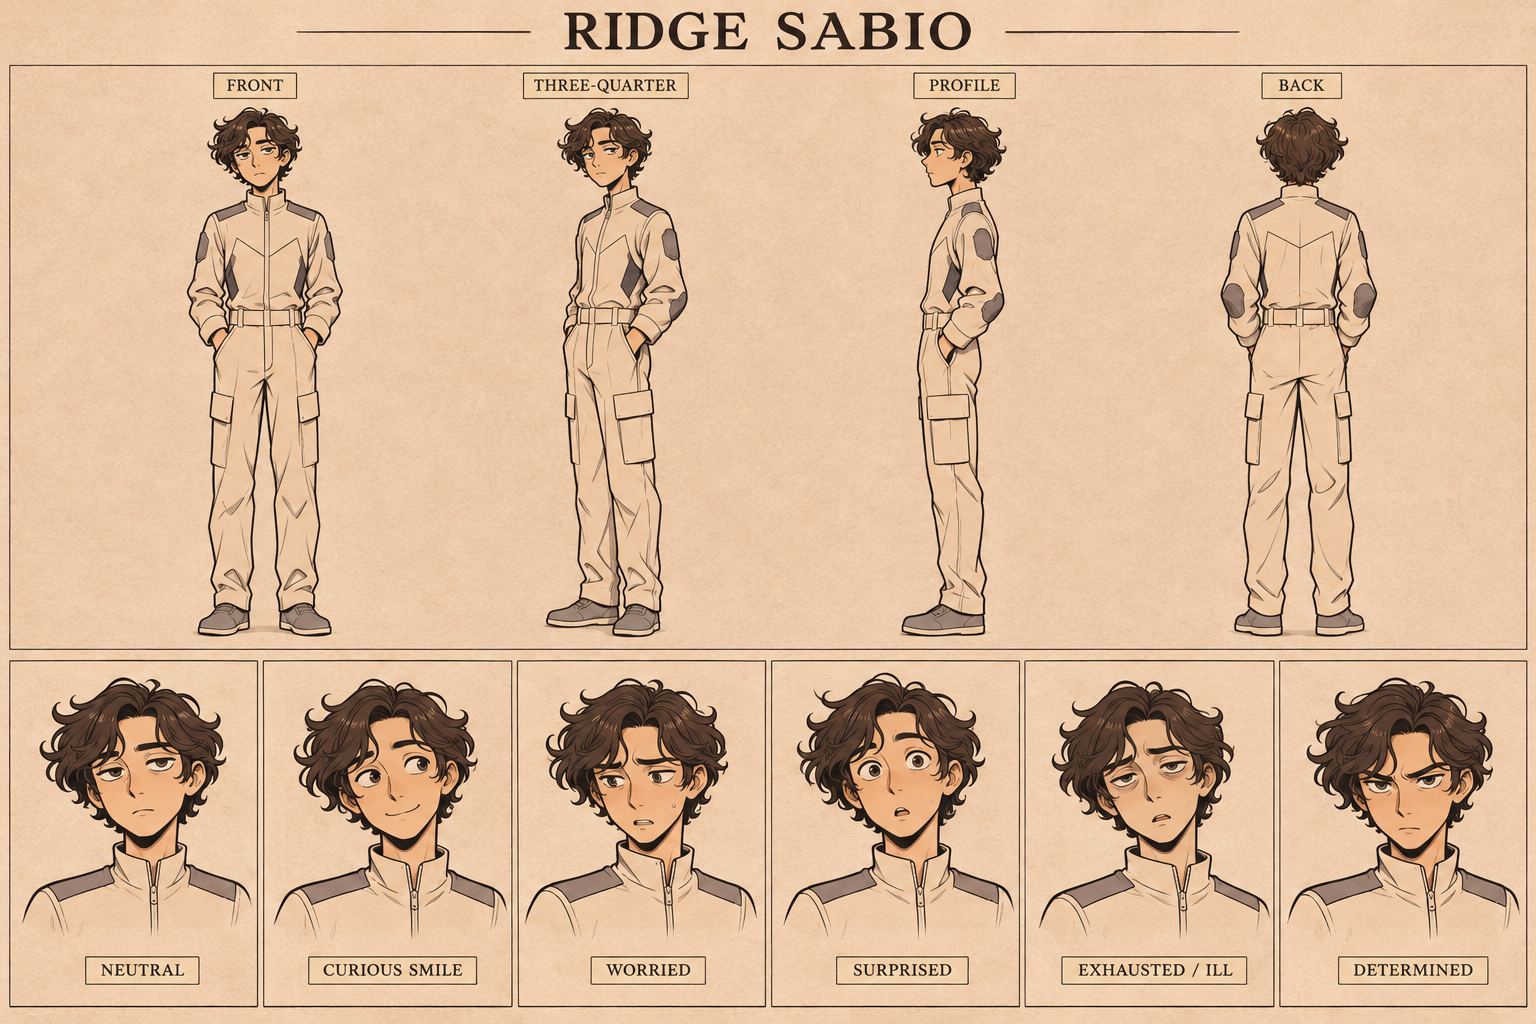 RIDGE SABIO
FRONT
THREE-QUARTER
PROFILE
BACK
NEUTRAL
CURIOUS SMILE
WORRIED
SURPRISED
EXHAUSTED / ILL
DETERMINED